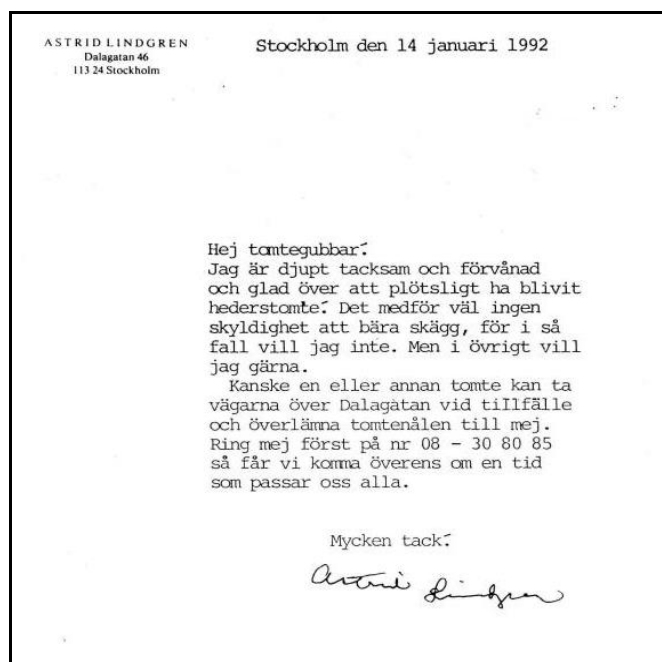 ASTRID LINDGREN
Dalagatan 46
113 24 Stockholm
Stockholm den 14 januari 1992
Hej tomtegubbar!
Jag är djupt tacksam och förvånad
och glad över att plötsligt ha blivit
hederstomte! Det medför väl ingen
skyldighet att bära skägg, för i så
fall vill jag inte. Men i övrigt vill
jag gärna.
Kanske en eller annan tomte kan ta
vägarna över Dalagatan vid tillfälle
och överlämna tomtenålen till mej.
Ring mej först på nr 08 - 30 80 85
så får vi komma överens om en tid
som passar oss alla.
Mycken tack!
Astrid Lindgren